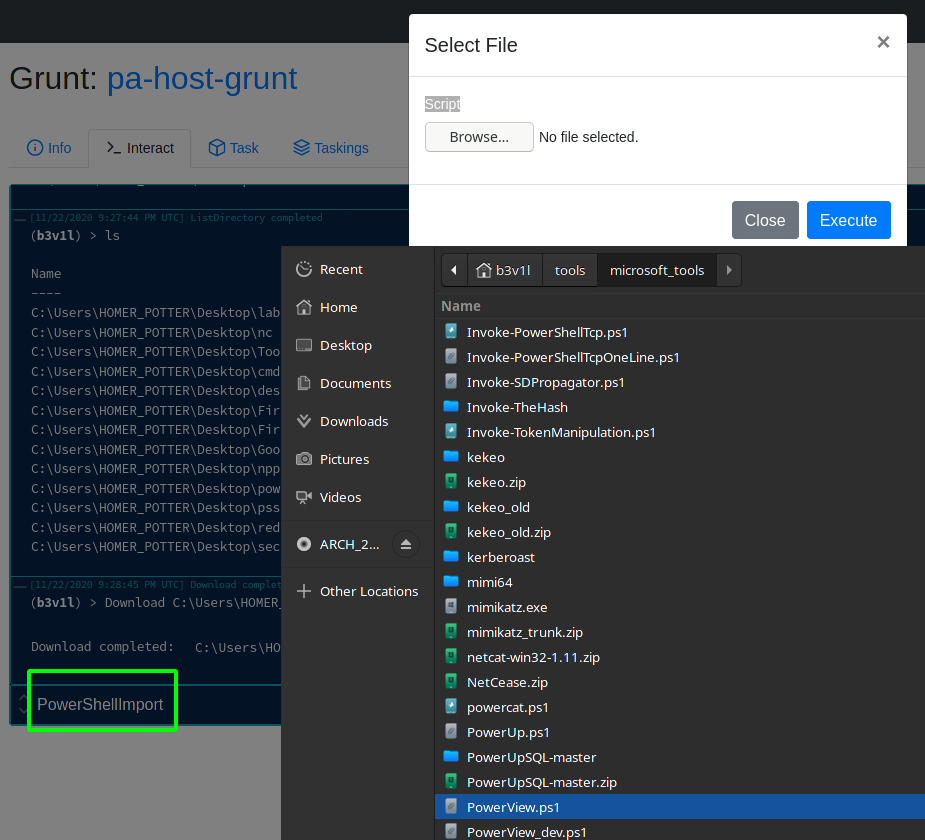 Select File
×
Grunt: pa-host-grunt
Script
Browse... No file selected.
Info
Interact
Task
Taskings
Close
Execute
[11/22/2020 9:27:44 PM UTC] ListDirectory completed
(b3v1l) > ls
Name
----
C:\Users\HOMER_POTTER\Desktop\lab
C:\Users\HOMER_POTTER\Desktop\nc
C:\Users\HOMER_POTTER\Desktop\Too
C:\Users\HOMER_POTTER\Desktop\cmd
C:\Users\HOMER_POTTER\Desktop\des
C:\Users\HOMER_POTTER\Desktop\Fir
C:\Users\HOMER_POTTER\Desktop\Fir
C:\Users\HOMER_POTTER\Desktop\Goo
C:\Users\HOMER_POTTER\Desktop\npp
C:\Users\HOMER_POTTER\Desktop\pow
C:\Users\HOMER_POTTER\Desktop\pss
C:\Users\HOMER_POTTER\Desktop\red
C:\Users\HOMER_POTTER\Desktop\sec
[11/22/2020 9:28:45 PM UTC] Download complet
(b3v1l) > Download C:\Users\HOMER_
Download completed: C:\Users\HO
PowerShellImport
Recent
Home
Desktop
Documents
Downloads
Pictures
Videos
ARCH_2...
Other Locations
b3v1l
tools
microsoft_tools
Name
Invoke-PowerShellTcp.ps1
Invoke-PowerShellTcpOneLine.ps1
Invoke-SDPropagator.ps1
Invoke-TheHash
Invoke-TokenManipulation.ps1
kekeo
kekeo.zip
kekeo_old
kekeo_old.zip
kerberoast
mimi64
mimikatz.exe
mimikatz_trunk.zip
netcat-win32-1.11.zip
NetCease.zip
powercat.ps1
PowerUp.ps1
PowerUpSQL-master
PowerUpSQL-master.zip
PowerView.ps1
PowerView_dev.ps1